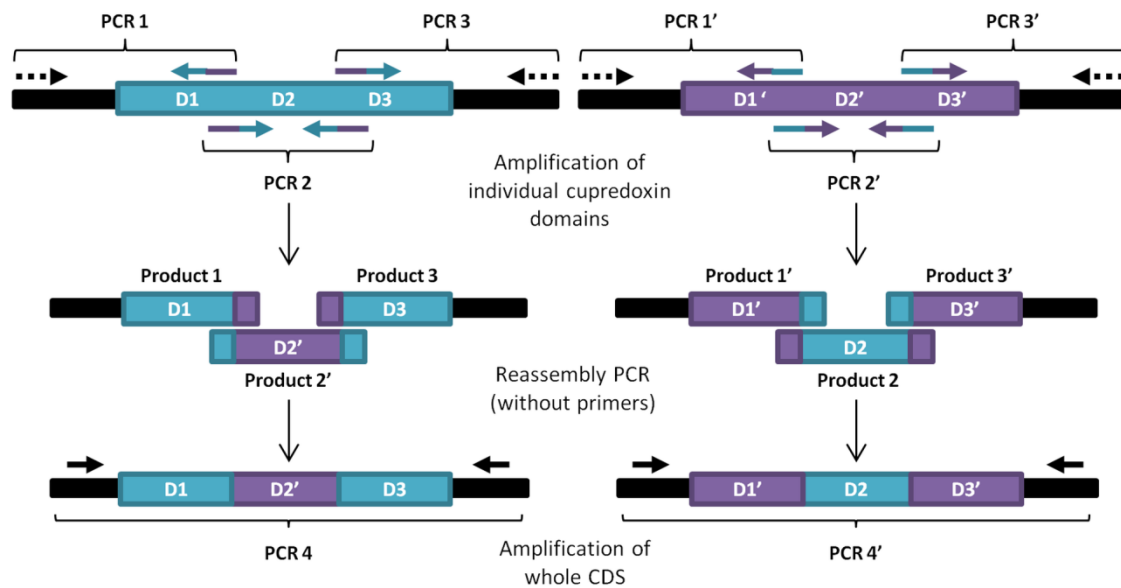 PCR 1
PCR 3
PCR 1’
PCR 3’
D1
D2
D3
D1 ‘
D2’
D3’
PCR 2
Amplification of
individual cupredoxin
domains
PCR 2’
Product 1
Product 3
Product 1’
Product 3’
D1
D3
D1’
D3’
D2’
D2
Product 2’
Reassembly PCR
(without primers)
Product 2
D1
D2’
D3
D1’
D2
D3’
PCR 4
Amplification of
whole CDS
PCR 4’